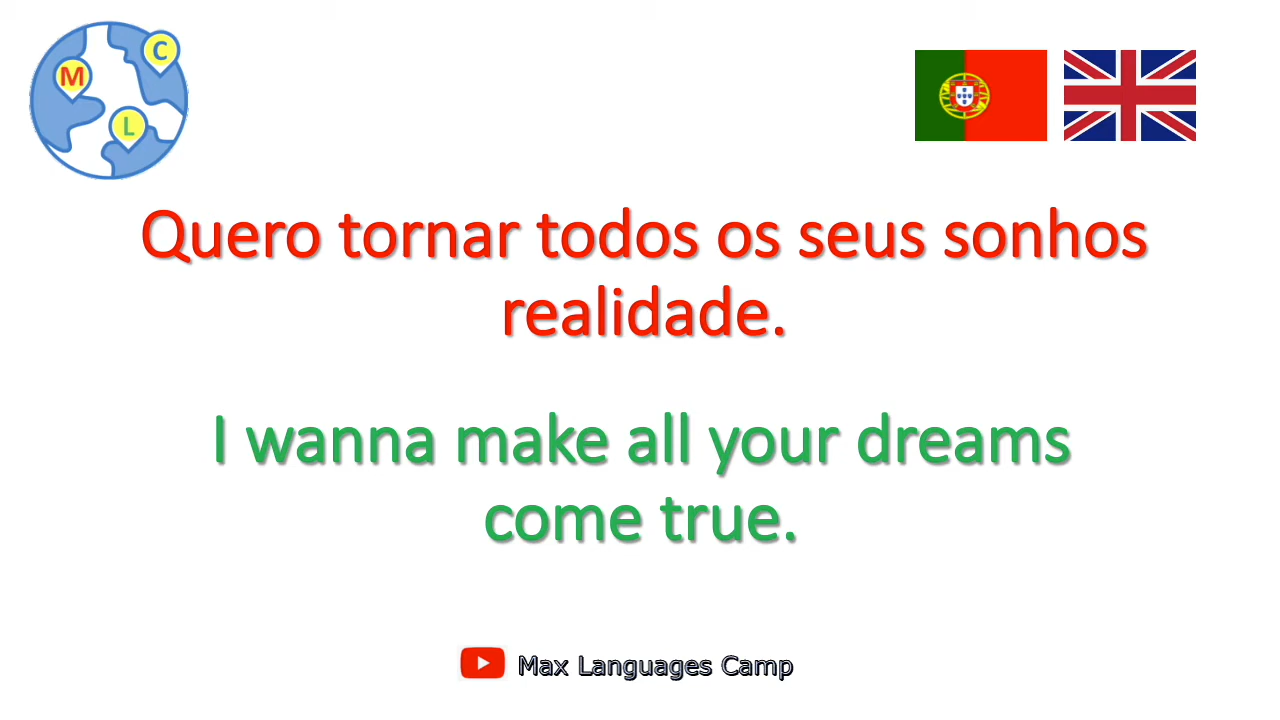 C
M
L
Quero tornar todos os seus sonhos
realidade.
I wanna make all your dreams
come true.
Max Languages Camp